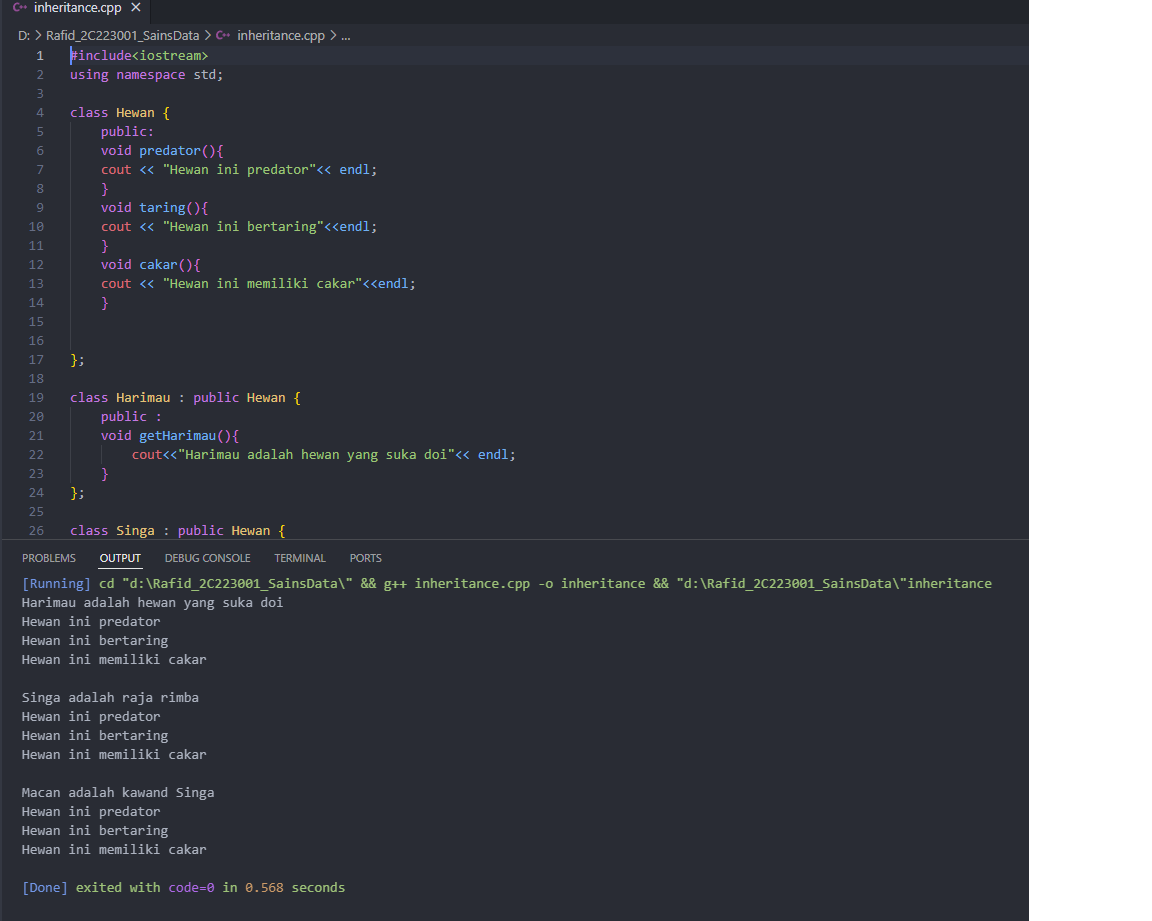 C++ inheritance.cpp ×
D: > Rafid_2C223001_SainsData > C++ inheritance.cpp > ...
1 #include<iostream>
2 using namespace std;
3
4 class Hewan {
5 public:
6 void predator(){
7 cout << "Hewan ini predator"<< endl;
8 }
9 void taring(){
10 cout << "Hewan ini bertaring"<<endl;
11 }
12 void cakar(){
13 cout << "Hewan ini memiliki cakar"<<endl;
14 }
15
16
17 };
18
19 class Harimau : public Hewan {
20 public :
21 void getHarimau(){
22 cout<<"Harimau adalah hewan yang suka doi"<< endl;
23 }
24 };
25
26 class Singa : public Hewan {
PROBLEMS OUTPUT DEBUG CONSOLE TERMINAL PORTS
[Running] cd "d:\Rafid_2C223001_SainsData\" && g++ inheritance.cpp -o inheritance && "d:\Rafid_2C223001_SainsData\"inheritance
Harimau adalah hewan yang suka doi
Hewan ini predator
Hewan ini bertaring
Hewan ini memiliki cakar
Singa adalah raja rimba
Hewan ini predator
Hewan ini bertaring
Hewan ini memiliki cakar
Macan adalah kawand Singa
Hewan ini predator
Hewan ini bertaring
Hewan ini memiliki cakar
[Done] exited with code=0 in 0.568 seconds